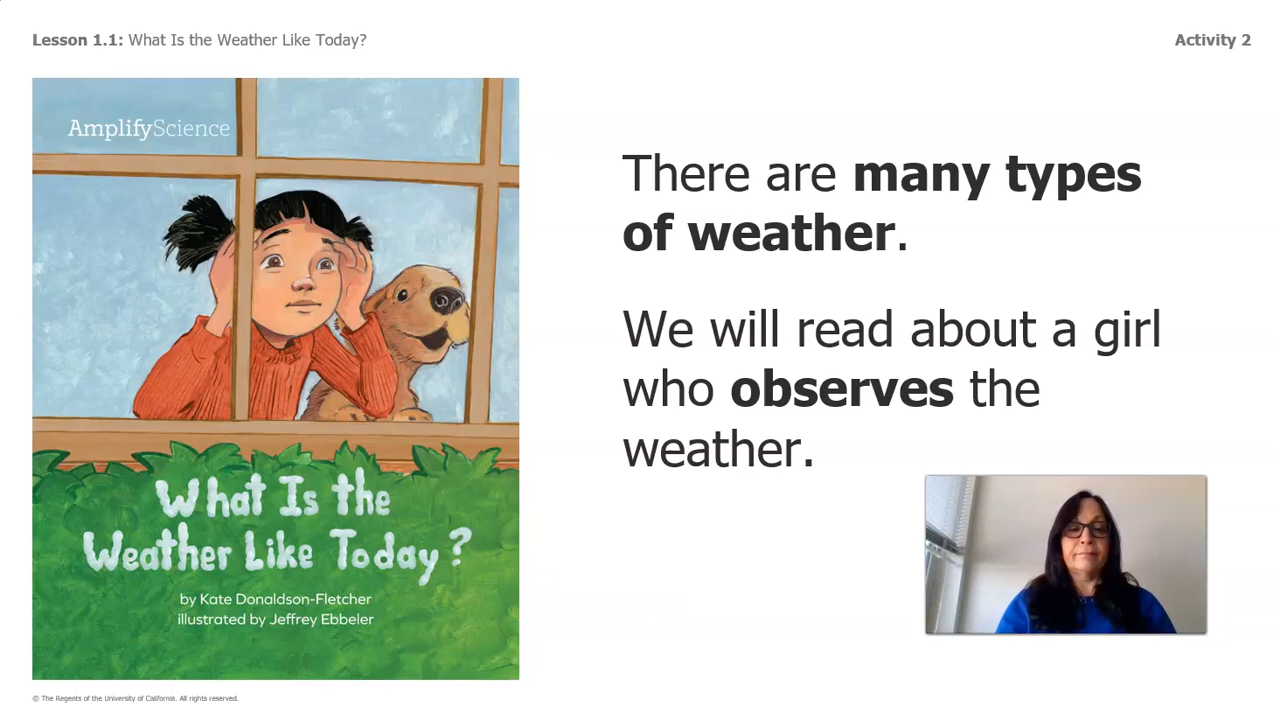 Lesson 1.1: What Is the Weather Like Today?
Activity 2
AmplifyScience
What Is the
Weather Like Today?
by Kate Donaldson-Fletcher
illustrated by Jeffrey Ebbeler
There are many types
of weather.
We will read about a girl
who observes the
weather.
© The Regents of the University of California. All rights reserved.